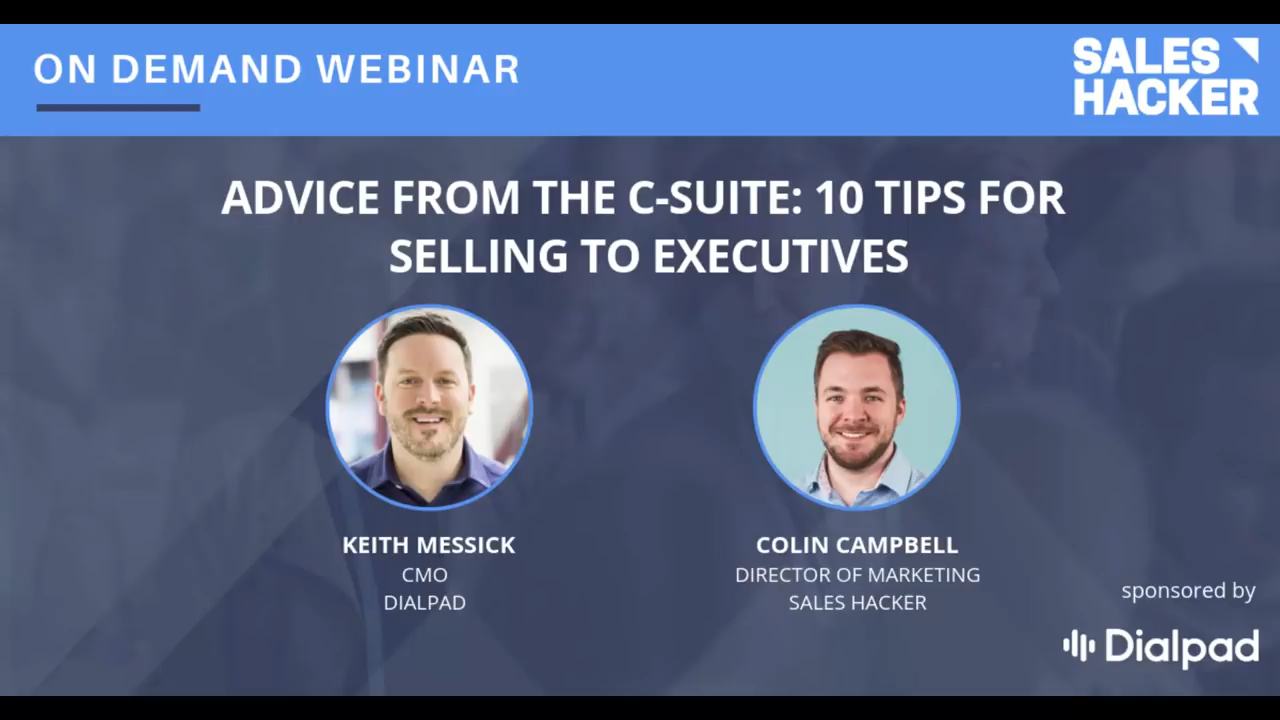 ON DEMAND WEBINAR
SALES
HACKER
ADVICE FROM THE C-SUITE: 10 TIPS FOR
SELLING TO EXECUTIVES
KEITH MESSICK
CMO
DIALPAD
COLIN CAMPBELL
DIRECTOR OF MARKETING
SALES HACKER
sponsored by
Dialpad